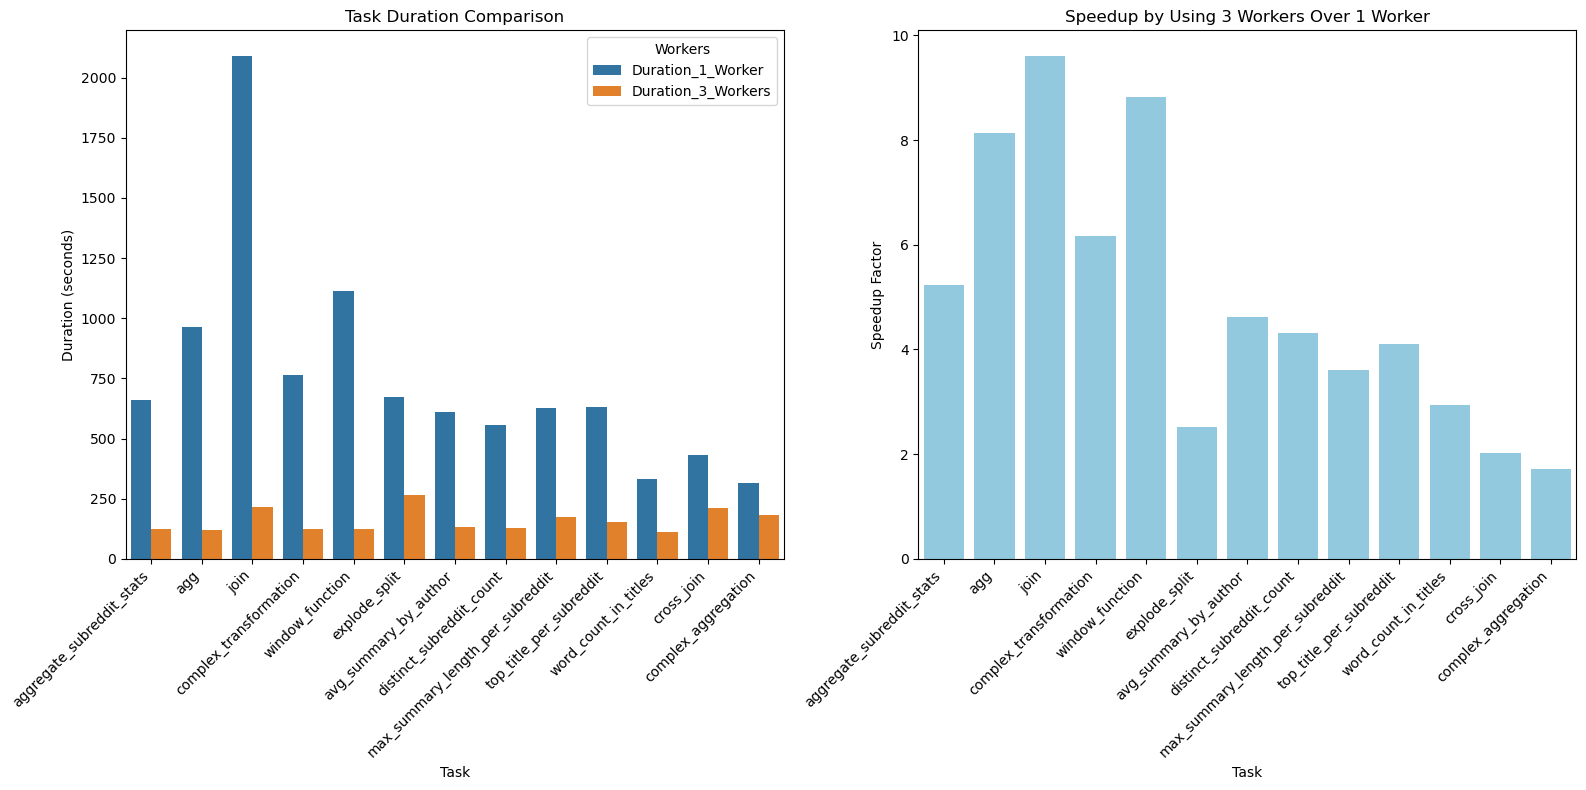 Task Duration Comparison
Workers
Duration_1_Worker
Duration_3_Workers
Duration (seconds)
2000
1750
1500
1250
1000
750
500
250
0
aggregate_subreddit_stats
agg
join
complex_transformation
window_function
explode_split
avg_summary_by_author
distinct_subreddit_count
max_summary_length_per_subreddit
top_title_per_subreddit
word_count_in_titles
cross_join
complex_aggregation
Task
Speedup by Using 3 Workers Over 1 Worker
Speedup Factor
10
8
6
4
2
0
aggregate_subreddit_stats
agg
join
complex_transformation
window_function
explode_split
avg_summary_by_author
distinct_subreddit_count
max_summary_length_per_subreddit
top_title_per_subreddit
word_count_in_titles
cross_join
complex_aggregation
Task